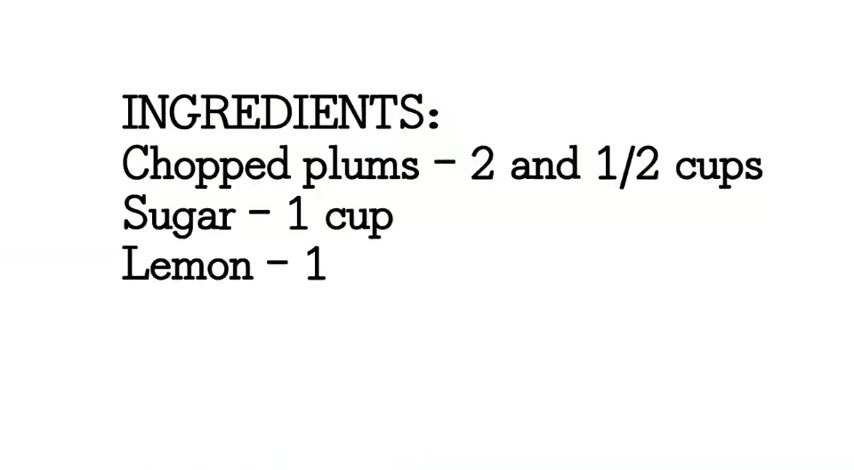 INGREDIENTS:
Chopped plums - 2 and 1/2 cups
Sugar - 1 cup
Lemon - 1